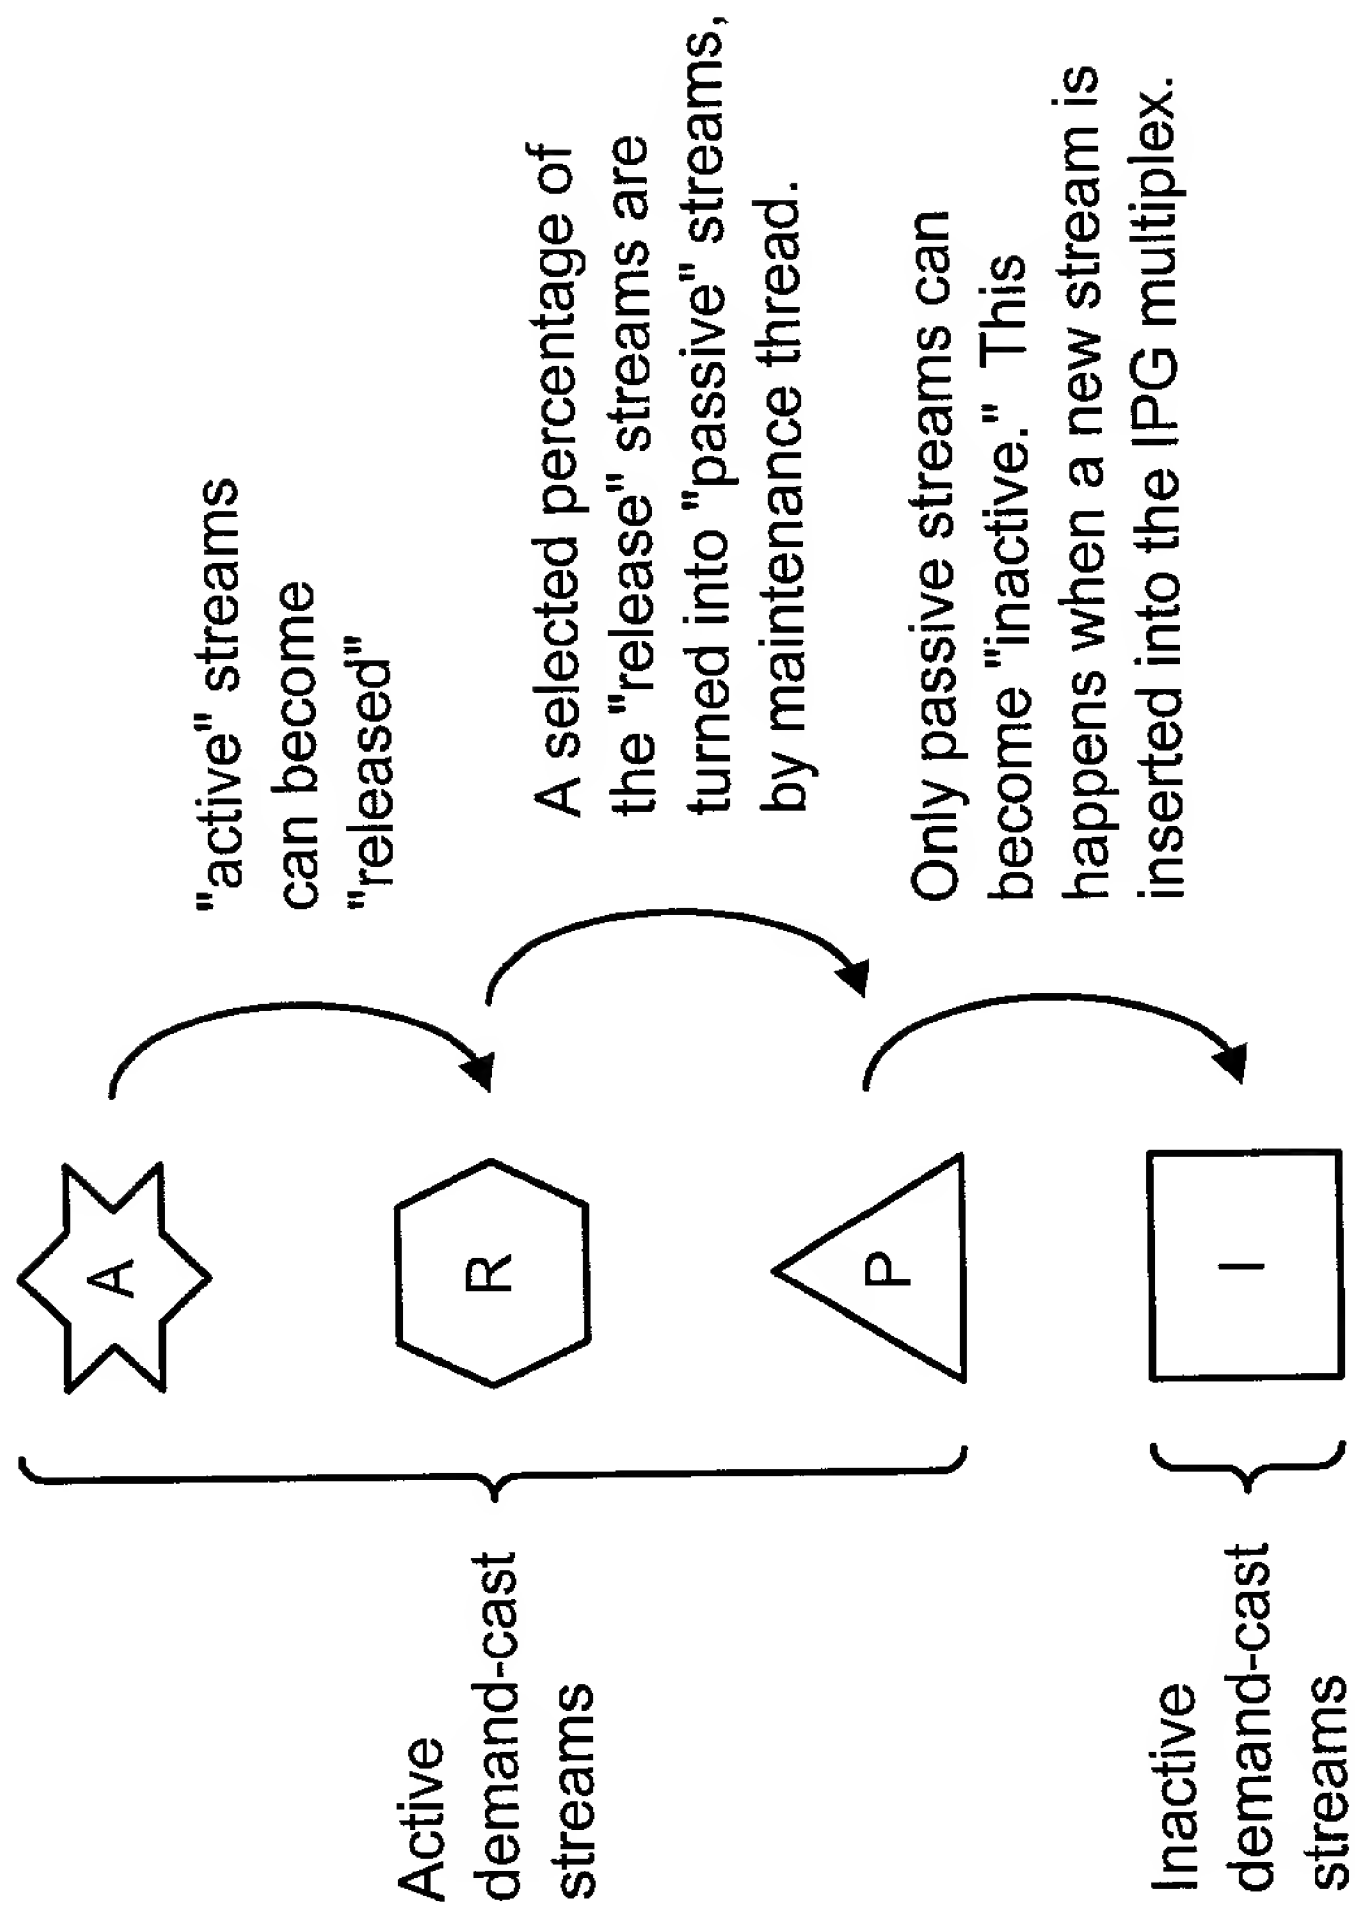 Active
demand-cast
streams
A
R
P
"active" streams
can become
"released"
A selected percentage of
the "release" streams are
turned into "passive" streams,
by maintenance thread.
Inactive
demand-cast
streams
I
Only passive streams can
become "inactive." This
happens when a new stream is
inserted into the IPG multiplex.